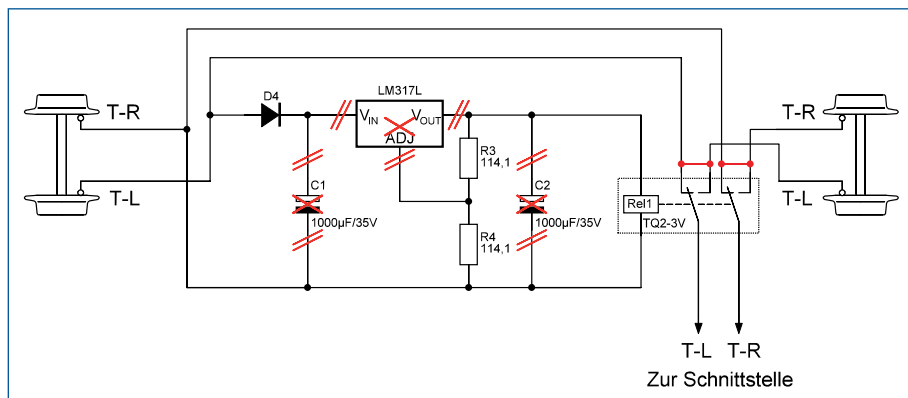 T-R
T-L
D4
LM317L
VIN
VOUT
ADJ
C1
1000µF/35V
R3
114,1
R4
114,1
C2
1000µF/35V
Rel1
TQ2-3V
T-R
T-L
T-L T-R
Zur Schnittstelle